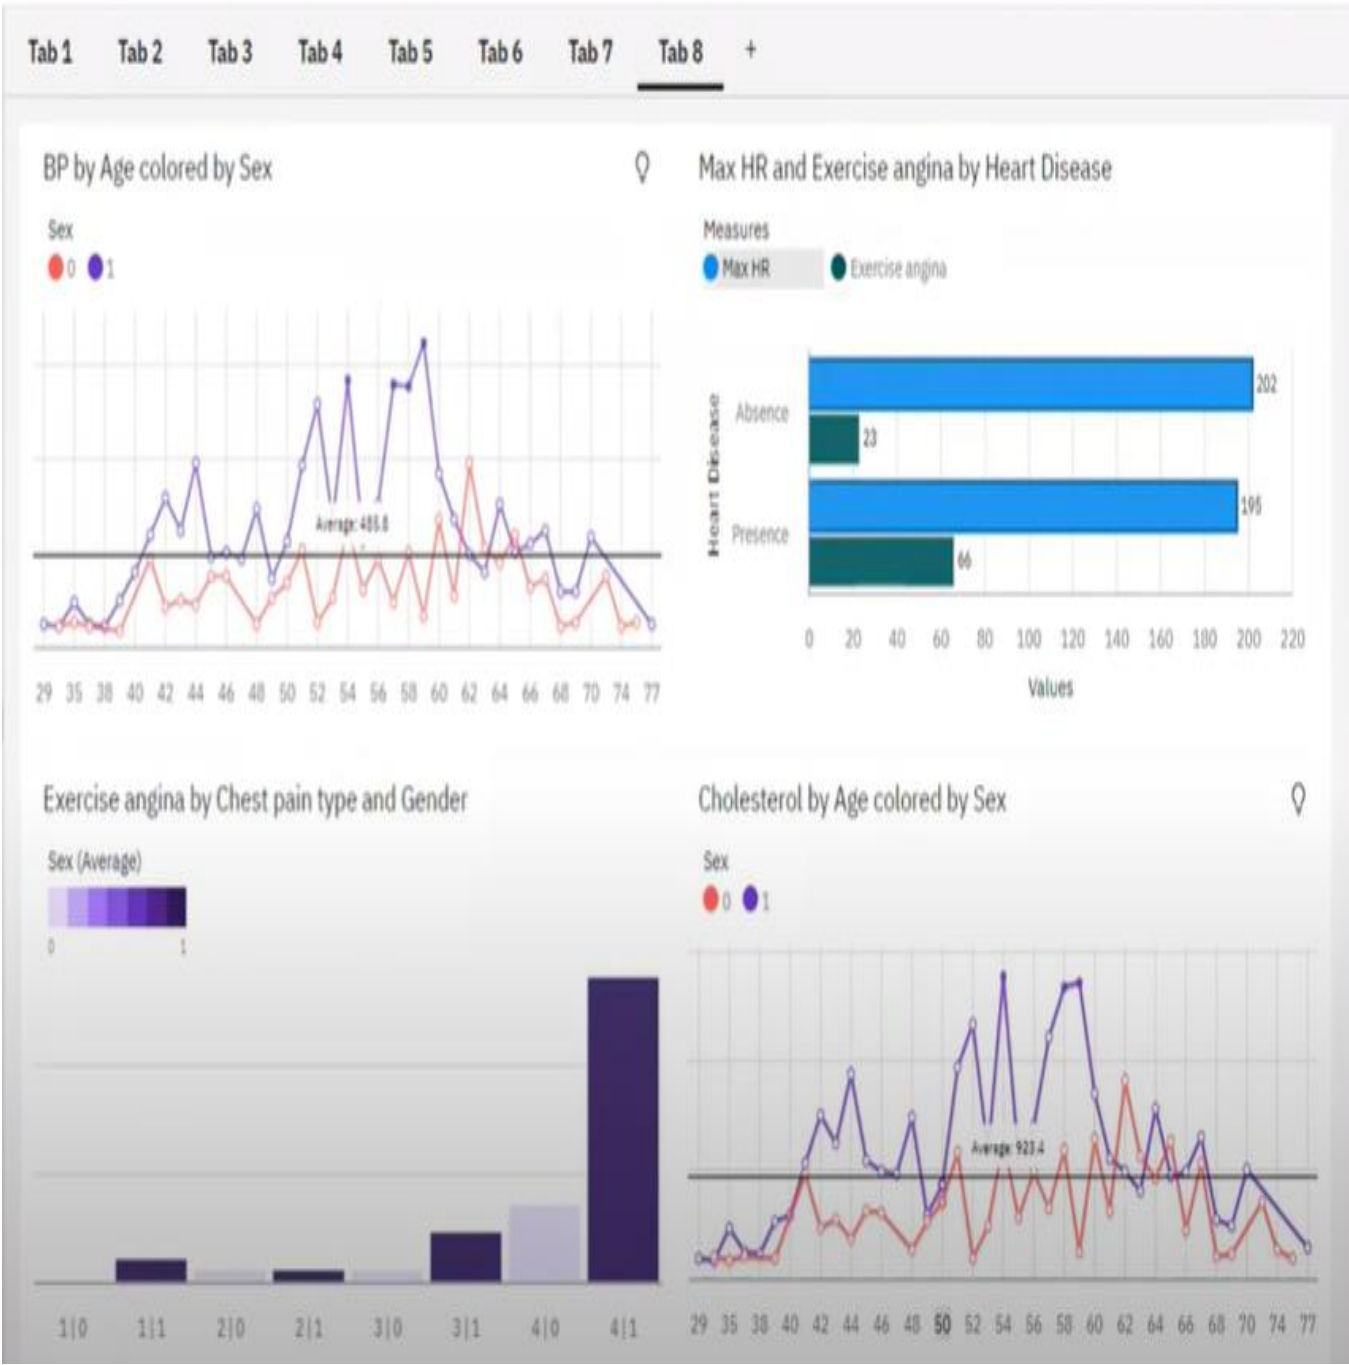 Tab 1 Tab 2 Tab 3 Tab 4 Tab 5 Tab 6 Tab 7 Tab 8 +
BP by Age colored by Sex
Sex
0 1
Average: 485.8
29 35 38 40 42 44 46 48 50 52 54 56 58 60 62 64 66 68 70 74 77
Max HR and Exercise angina by Heart Disease
Measures
Max HR Exercise angina
Heart Disease
Absence
202
23
Presence
195
66
0 20 40 60 80 100 120 140 160 180 200 220
Values
Exercise angina by Chest pain type and Gender
Sex (Average)
0 1
1|0 1|1 2|0 2|1 3|0 3|1 4|0 4|1
Cholesterol by Age colored by Sex
Sex
0 1
Average: 923.4
29 35 38 40 42 44 46 48 50 52 54 56 58 60 62 64 66 68 70 74 77